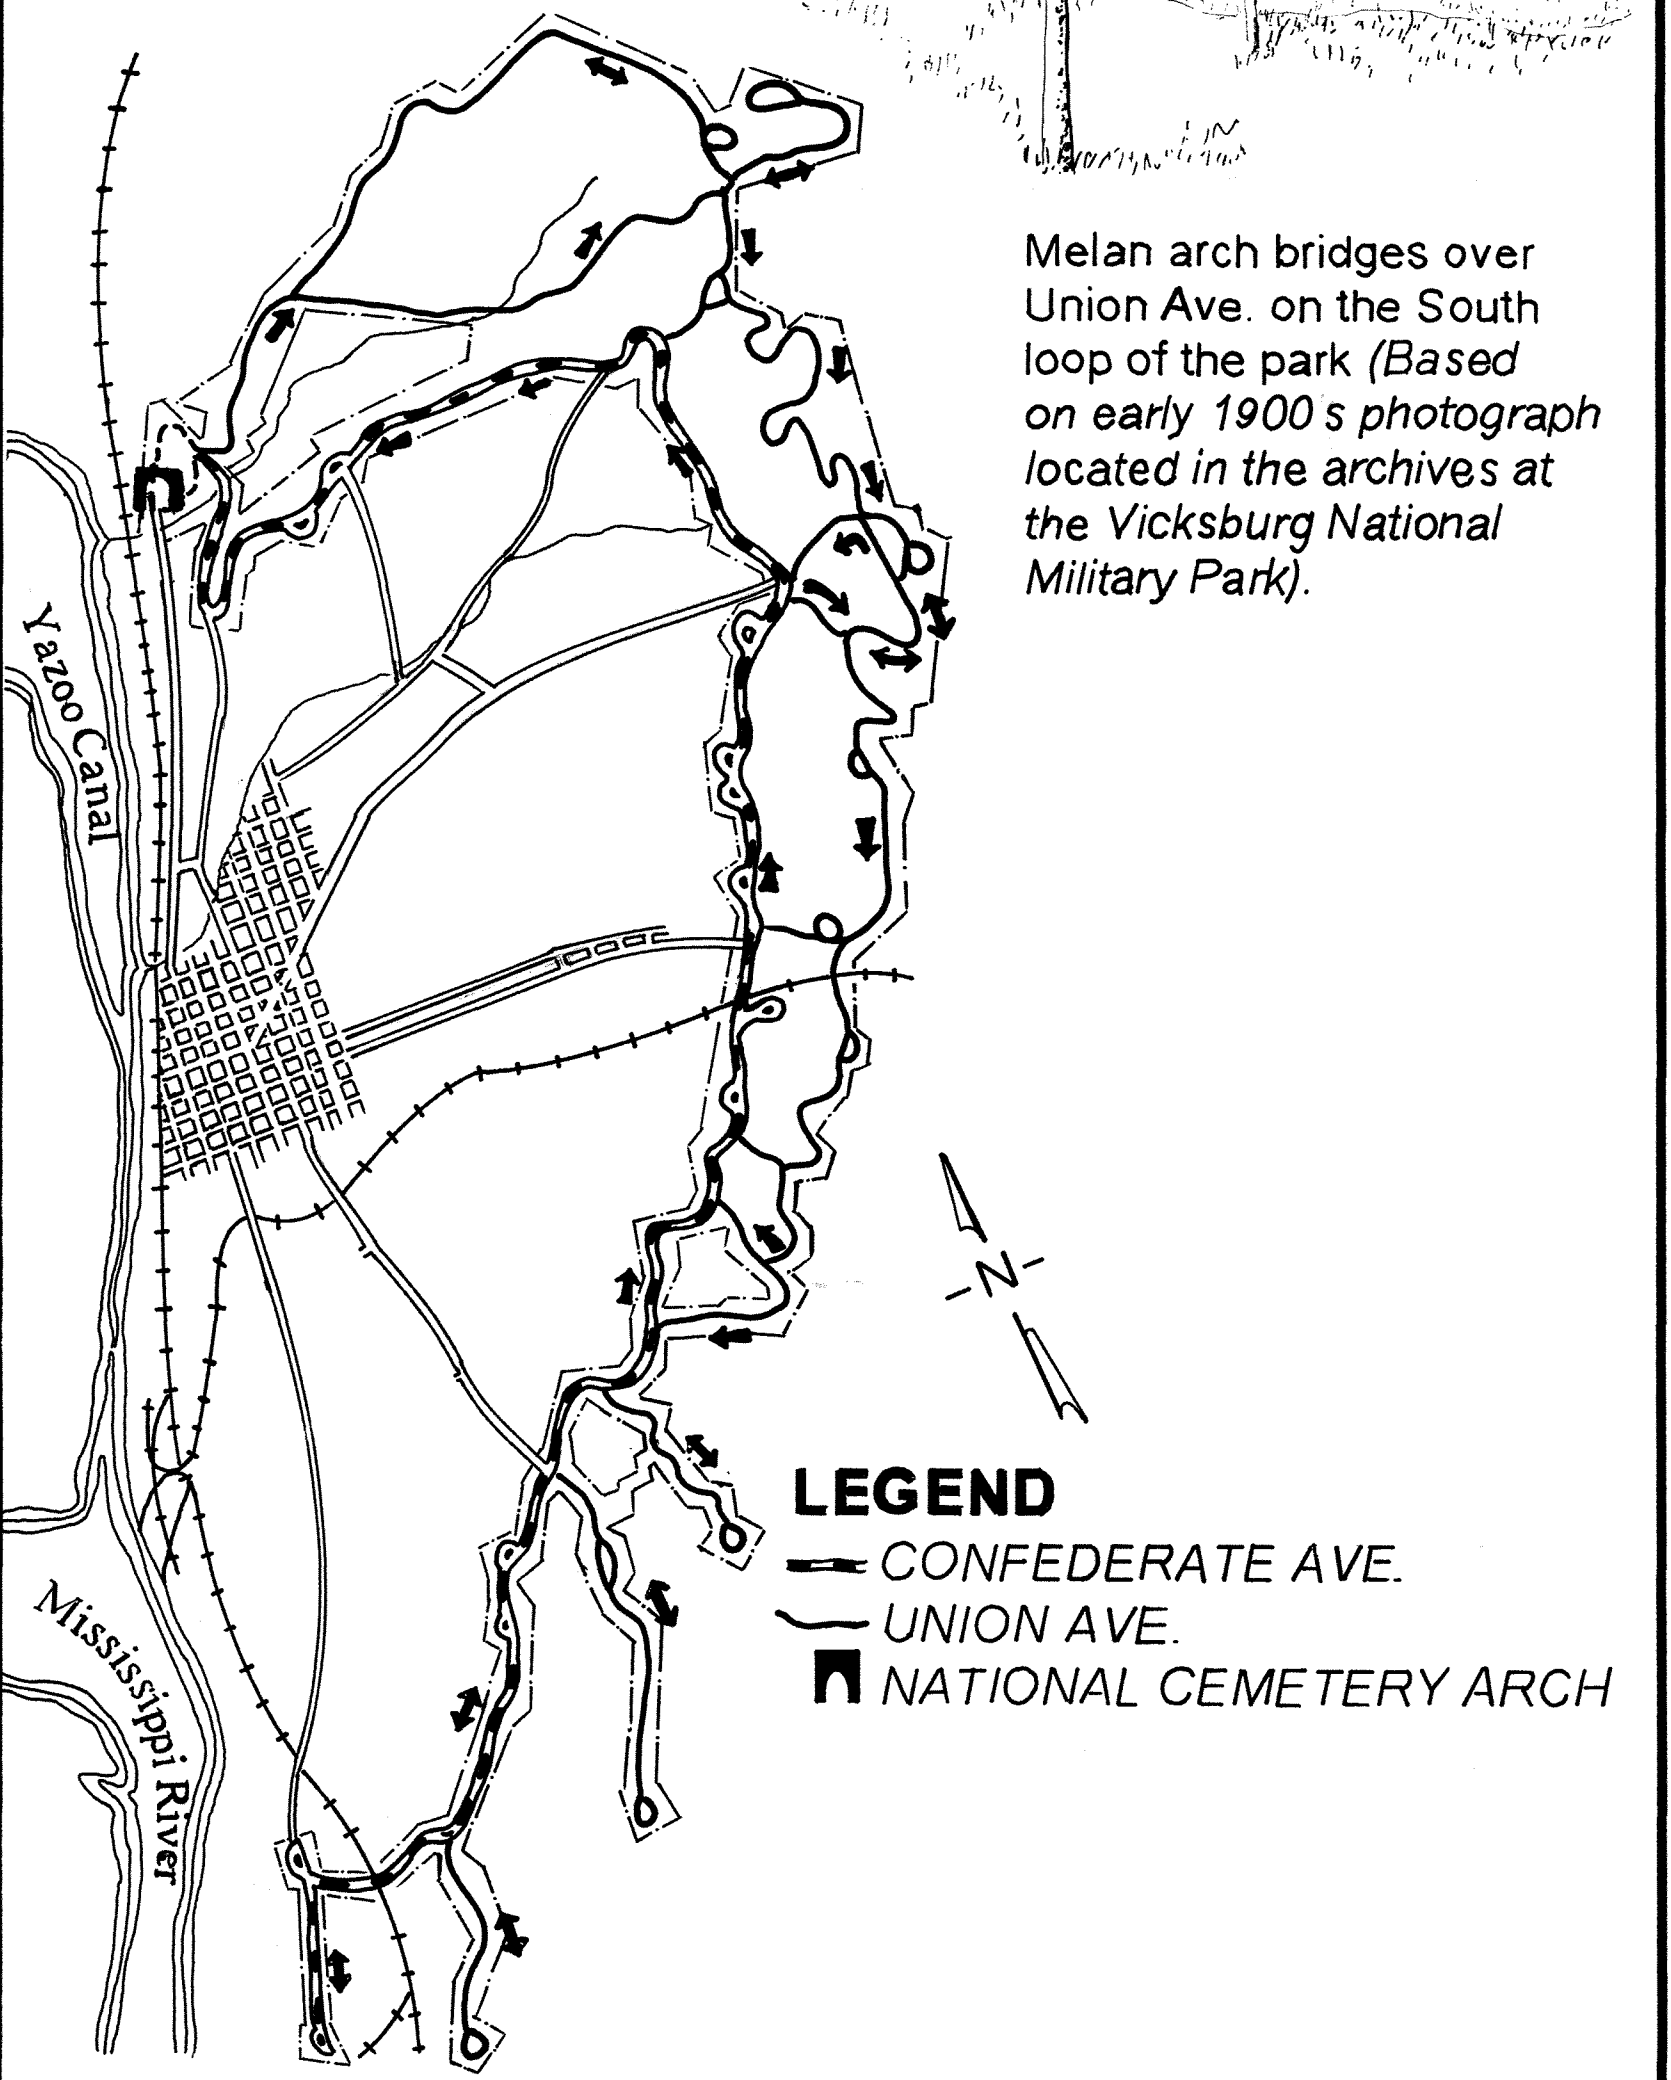 Melan arch bridges over
Union Ave. on the South
loop of the park (Based
on early 1900's photograph
located in the archives at
the Vicksburg National
Military Park).
Yazoo Canal
N
LEGEND
CONFEDERATE AVE.
UNION AVE.
NATIONAL CEMETERY ARCH
Mississippi River